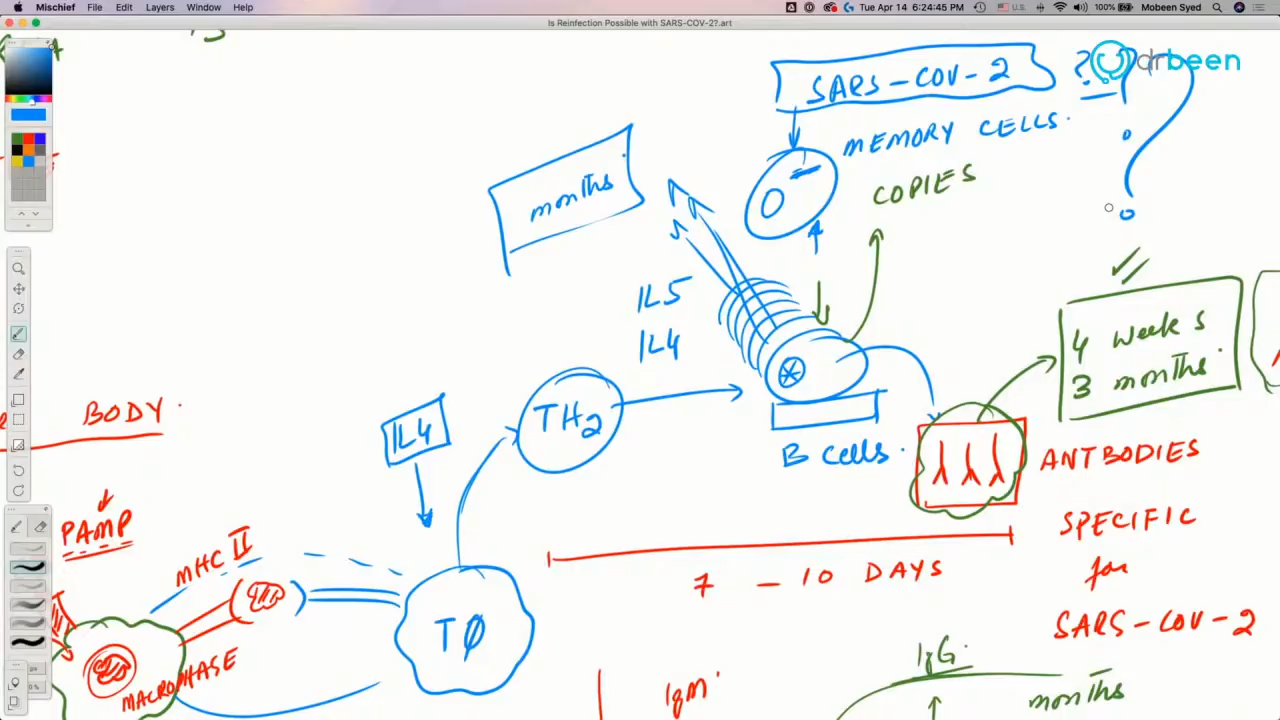 Mischief File Edit Layers Window Help
U.S. 100% Tue Apr 14 6:24:45 PM Mobeen Syed
Is Reinfection Possible with SARS-COV-2?.art
drbeen
SARS-COV-2 ??
MEMORY CELLS.
COPIES
months
IL5
IL4
4 weeks
3 months.
BODY.
IL4
TH2
B cells.
ANTBODIES
PAMP
MHC II
SPECIFIC
for
SARS-COV-2
7 - 10 DAYS
TØ
MACROPHASE
IgM
IgG
months